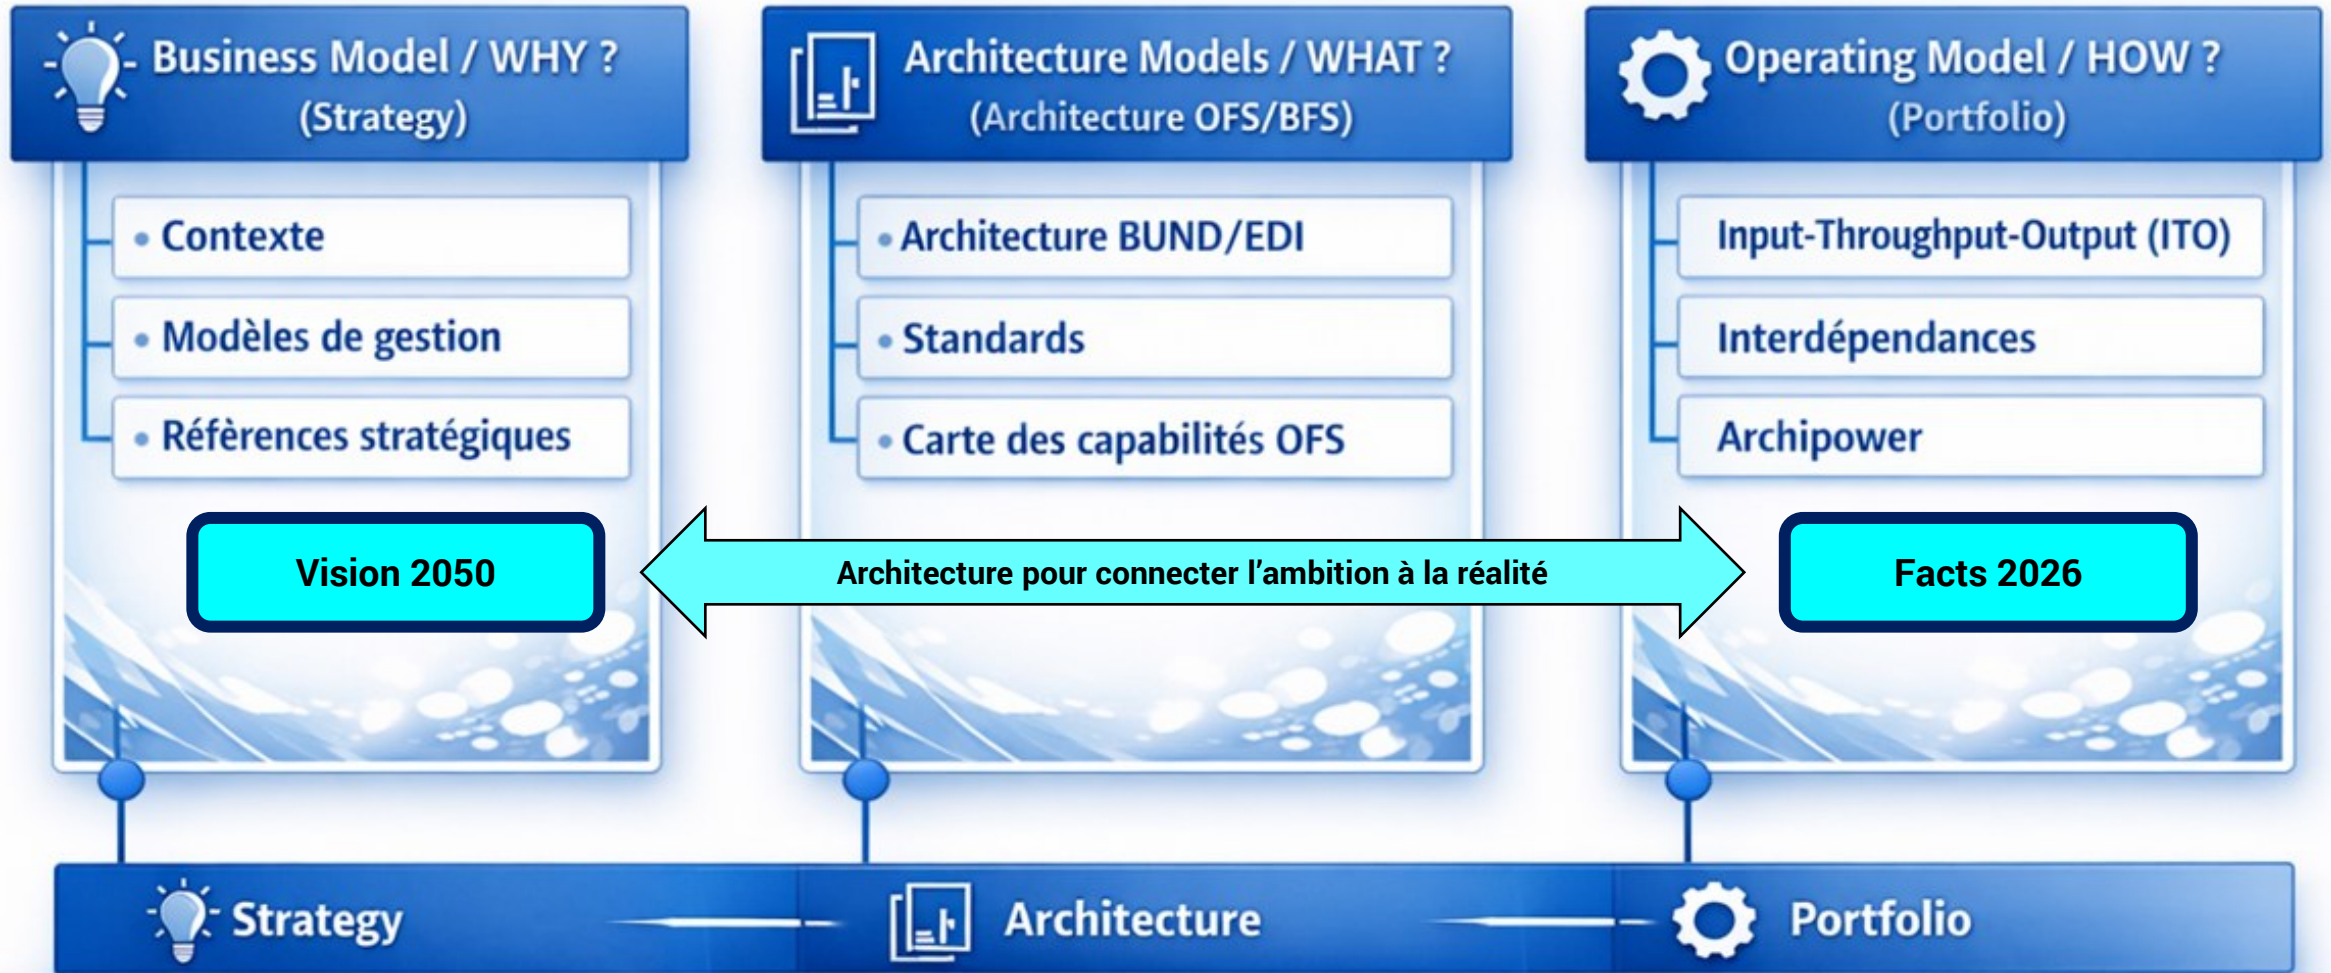 Business Model / WHY ?
(Strategy)
• Contexte
• Modèles de gestion
• Référènces stratégiques
Vision 2050
Architecture Models / WHAT ?
(Architecture OFS/BFS)
• Architecture BUND/EDI
• Standards
• Carte des capabilités OFS
Architecture pour connecter l’ambition à la réalité
Operating Model / HOW ?
(Portfolio)
Input-Throughput-Output (ITO)
Interdépendances
Archipower
Facts 2026
Strategy
Architecture
Portfolio